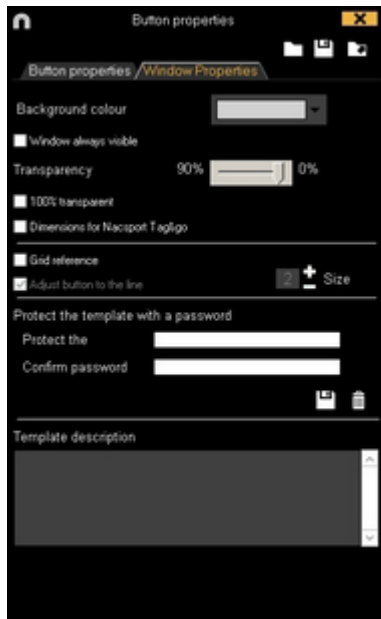 Button properties
Button properties
Window Properties
Background colour
Window always visible
Transparency 90% 0%
100% transparent
Dimensions for Nacsport Tag&go
Grid reference
Adjust button to the line 2 Size
Protect the template with a password
Protect the
Confirm password
Template description